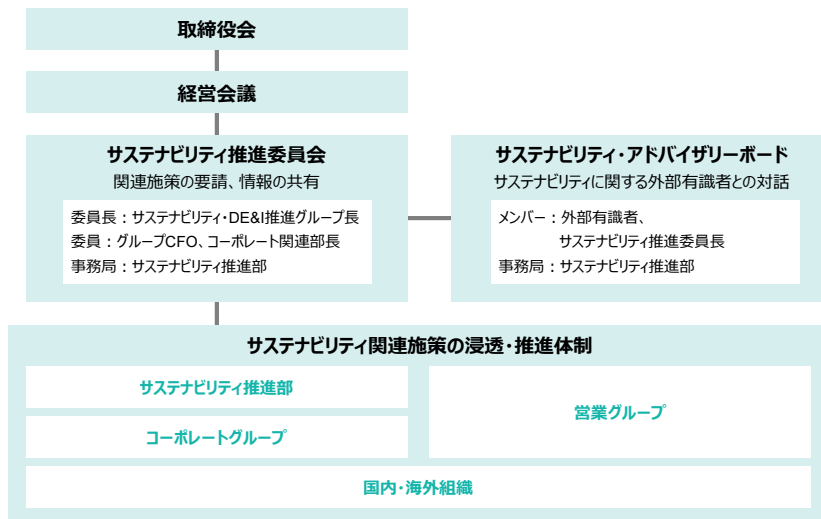 取締役会
経営会議
サステナビリティ推進委員会
関連施策の要請、情報の共有
委員長：サステナビリティ・DE&I推進グループ長
委員：グループCFO、コーポレート関連部長
事務局：サステナビリティ推進部
サステナビリティ・アドバイザリーボード
サステナビリティに関する外部有識者との対話
メンバー：外部有識者、
サステナビリティ推進委員長
事務局：サステナビリティ推進部
サステナビリティ関連施策の浸透・推進体制
サステナビリティ推進部
コーポレートグループ
営業グループ
国内・海外組織